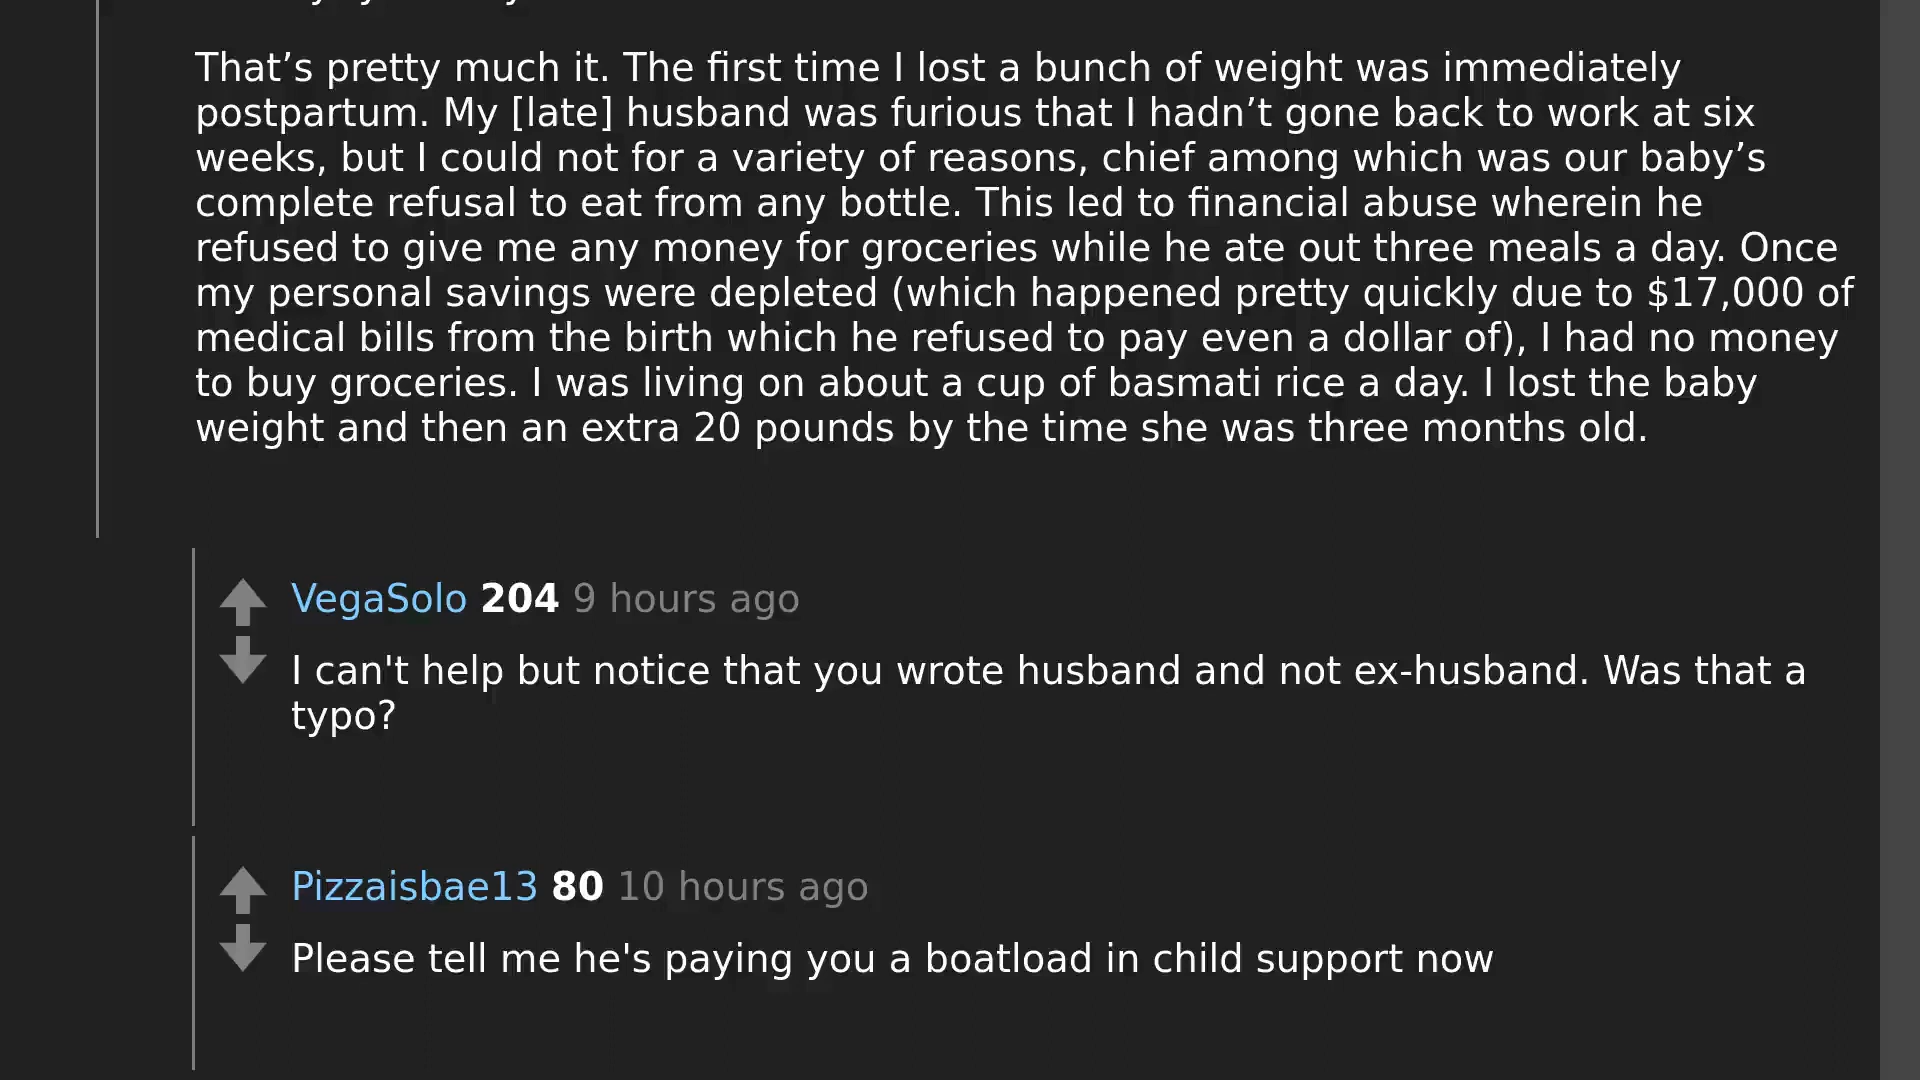 That’s pretty much it. The first time I lost a bunch of weight was immediately
postpartum. My [late] husband was furious that I hadn’t gone back to work at six
weeks, but I could not for a variety of reasons, chief among which was our baby’s
complete refusal to eat from any bottle. This led to financial abuse wherein he
refused to give me any money for groceries while he ate out three meals a day. Once
my personal savings were depleted (which happened pretty quickly due to $17,000 of
medical bills from the birth which he refused to pay even a dollar of), I had no money
to buy groceries. I was living on about a cup of basmati rice a day. I lost the baby
weight and then an extra 20 pounds by the time she was three months old.
VegaSolo 204 9 hours ago
I can't help but notice that you wrote husband and not ex-husband. Was that a
typo?
Pizzaisbae13 80 10 hours ago
Please tell me he's paying you a boatload in child support now